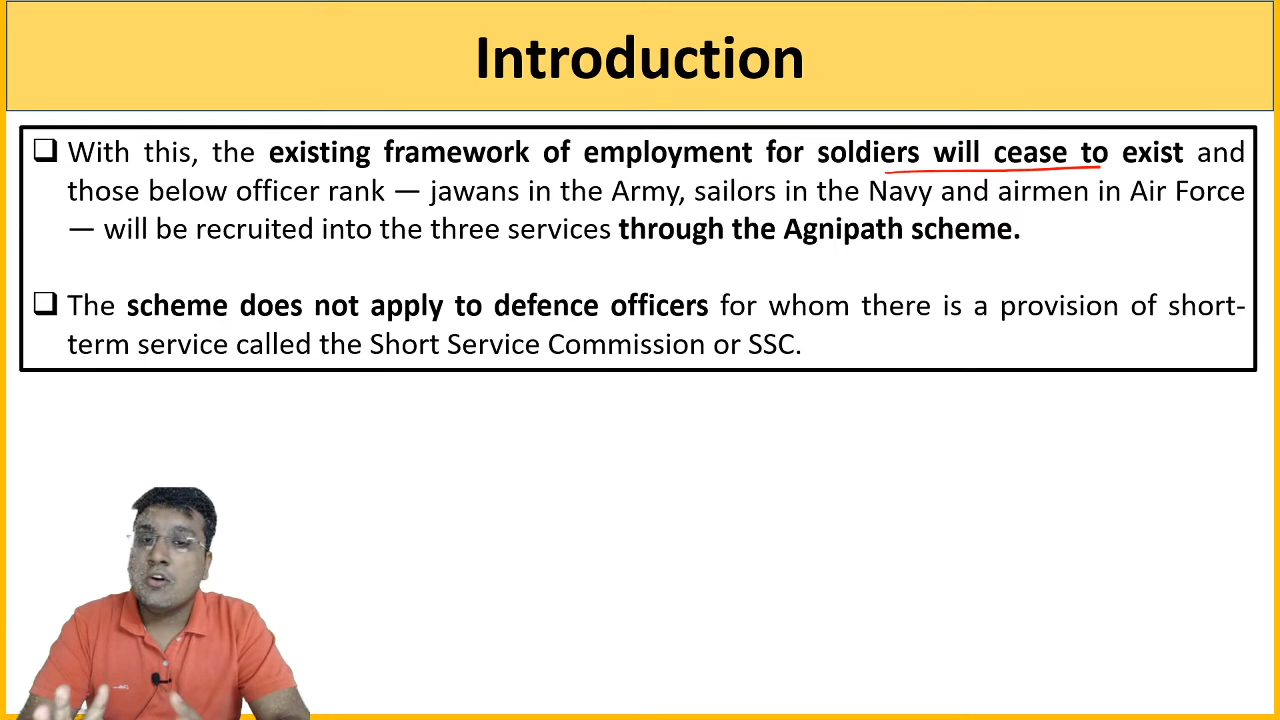 Introduction
With this, the existing framework of employment for soldiers will cease to exist and
those below officer rank — jawans in the Army, sailors in the Navy and airmen in Air Force
— will be recruited into the three services through the Agnipath scheme.
The scheme does not apply to defence officers for whom there is a provision of short-
term service called the Short Service Commission or SSC.